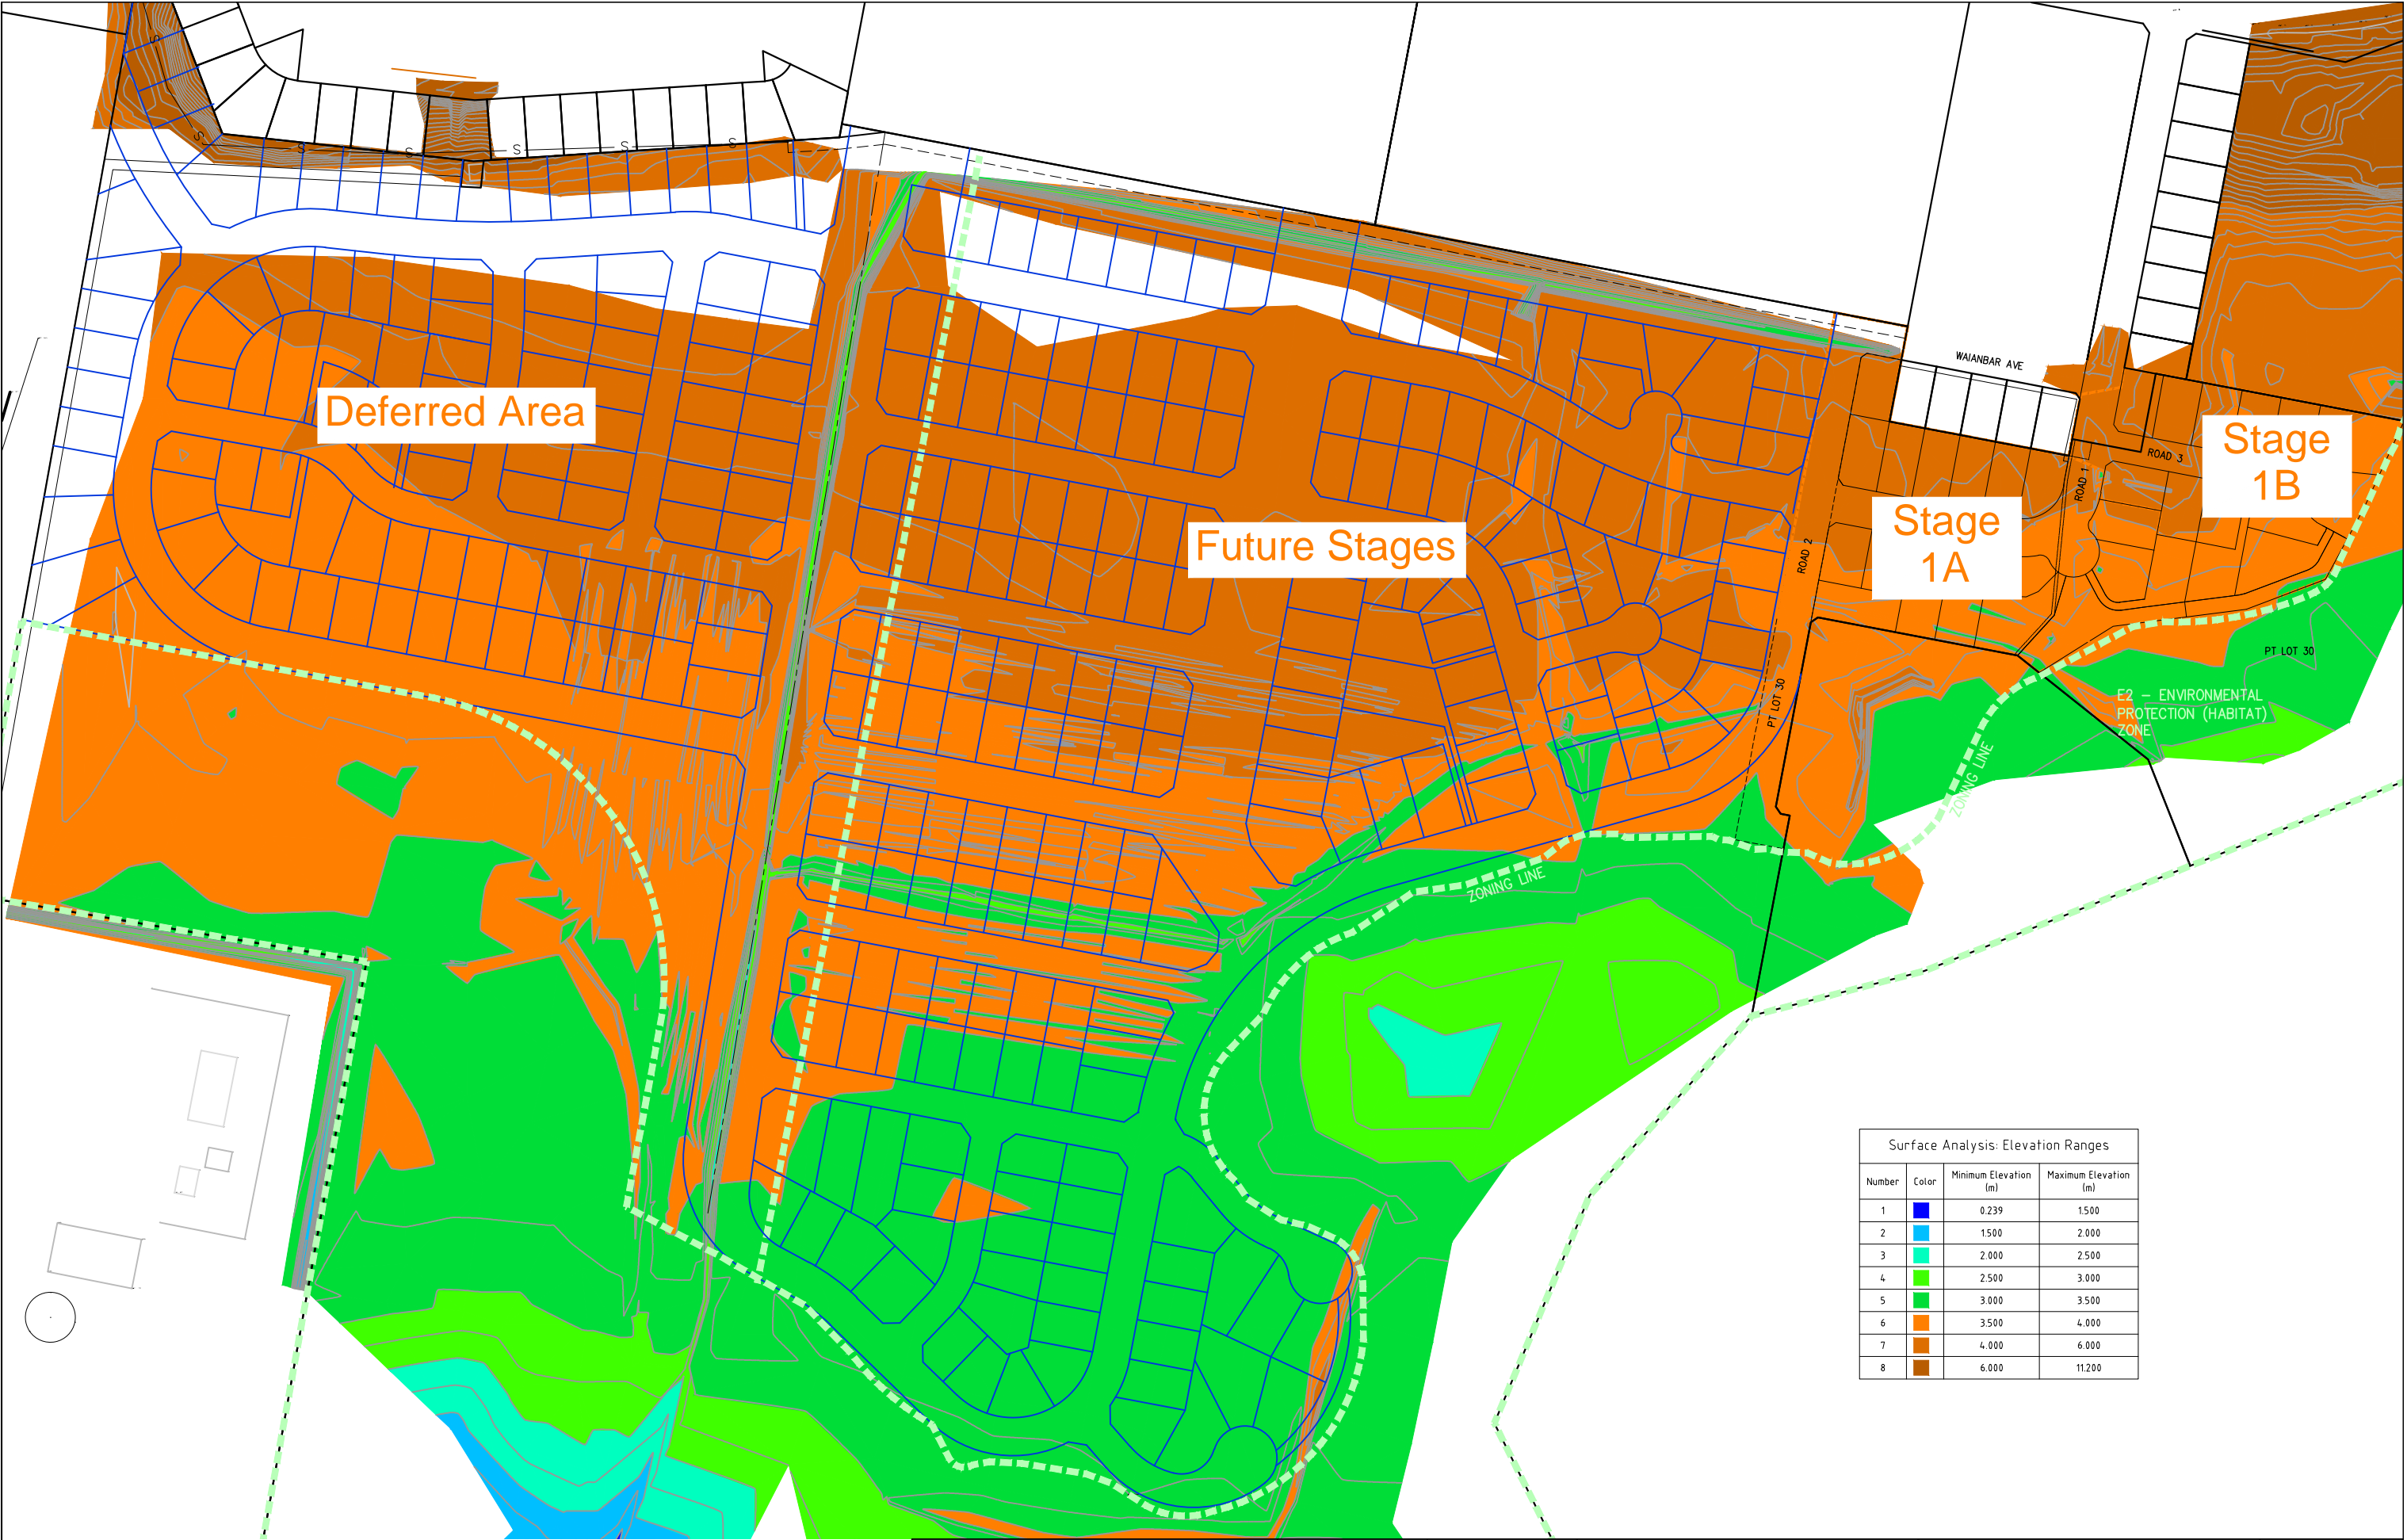 S
S
S
S
S
S
S
WAIANBAR AVE
Deferred Area
Future Stages
Stage
1A
Stage
1B
ROAD 1
ROAD 3
ROAD 2
PT LOT 30
PT LOT 30
E2 – ENVIRONMENTAL
PROTECTION (HABITAT)
ZONE
ZONING LINE
ZONING LINE
Surface Analysis: Elevation Ranges
Number Color Minimum Elevation (m) Maximum Elevation (m)
1 0.239 1.500
2 1.500 2.000
3 2.000 2.500
4 2.500 3.000
5 3.000 3.500
6 3.500 4.000
7 4.000 6.000
8 6.000 11.200